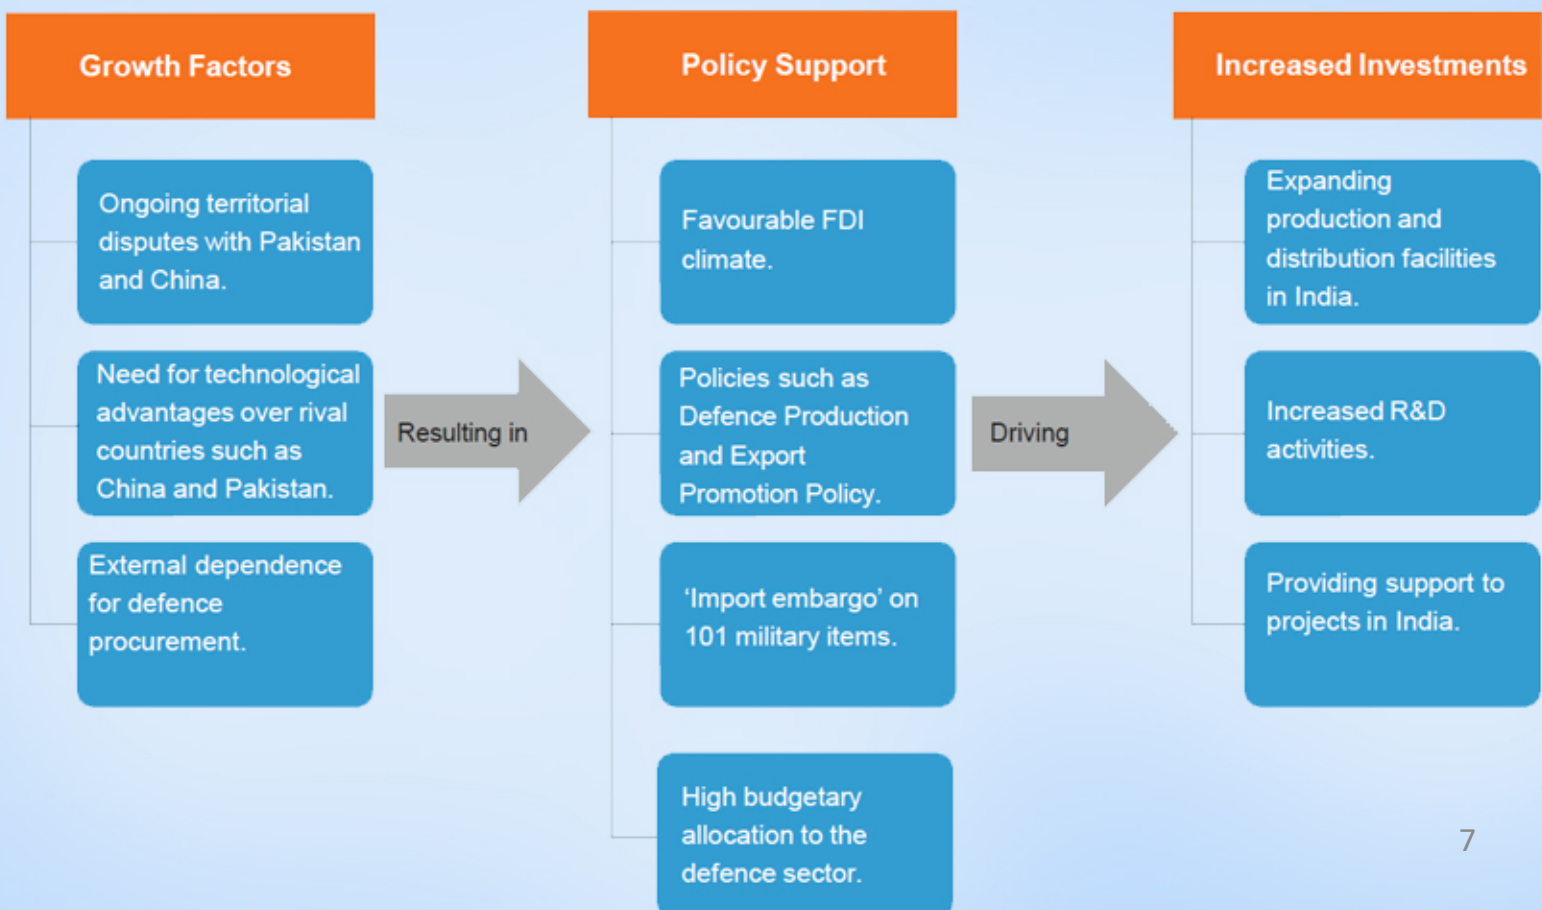 Growth Factors
Ongoing territorial
disputes with Pakistan
and China.
Need for technological
advantages over rival
countries such as
China and Pakistan.
External dependence
for defence
procurement.
Resulting in
Policy Support
Favourable FDI
climate.
Policies such as
Defence Production
and Export
Promotion Policy.
‘Import embargo’ on
101 military items.
High budgetary
allocation to the
defence sector.
Driving
Increased Investments
Expanding
production and
distribution facilities
in India.
Increased R&D
activities.
Providing support to
projects in India.
7